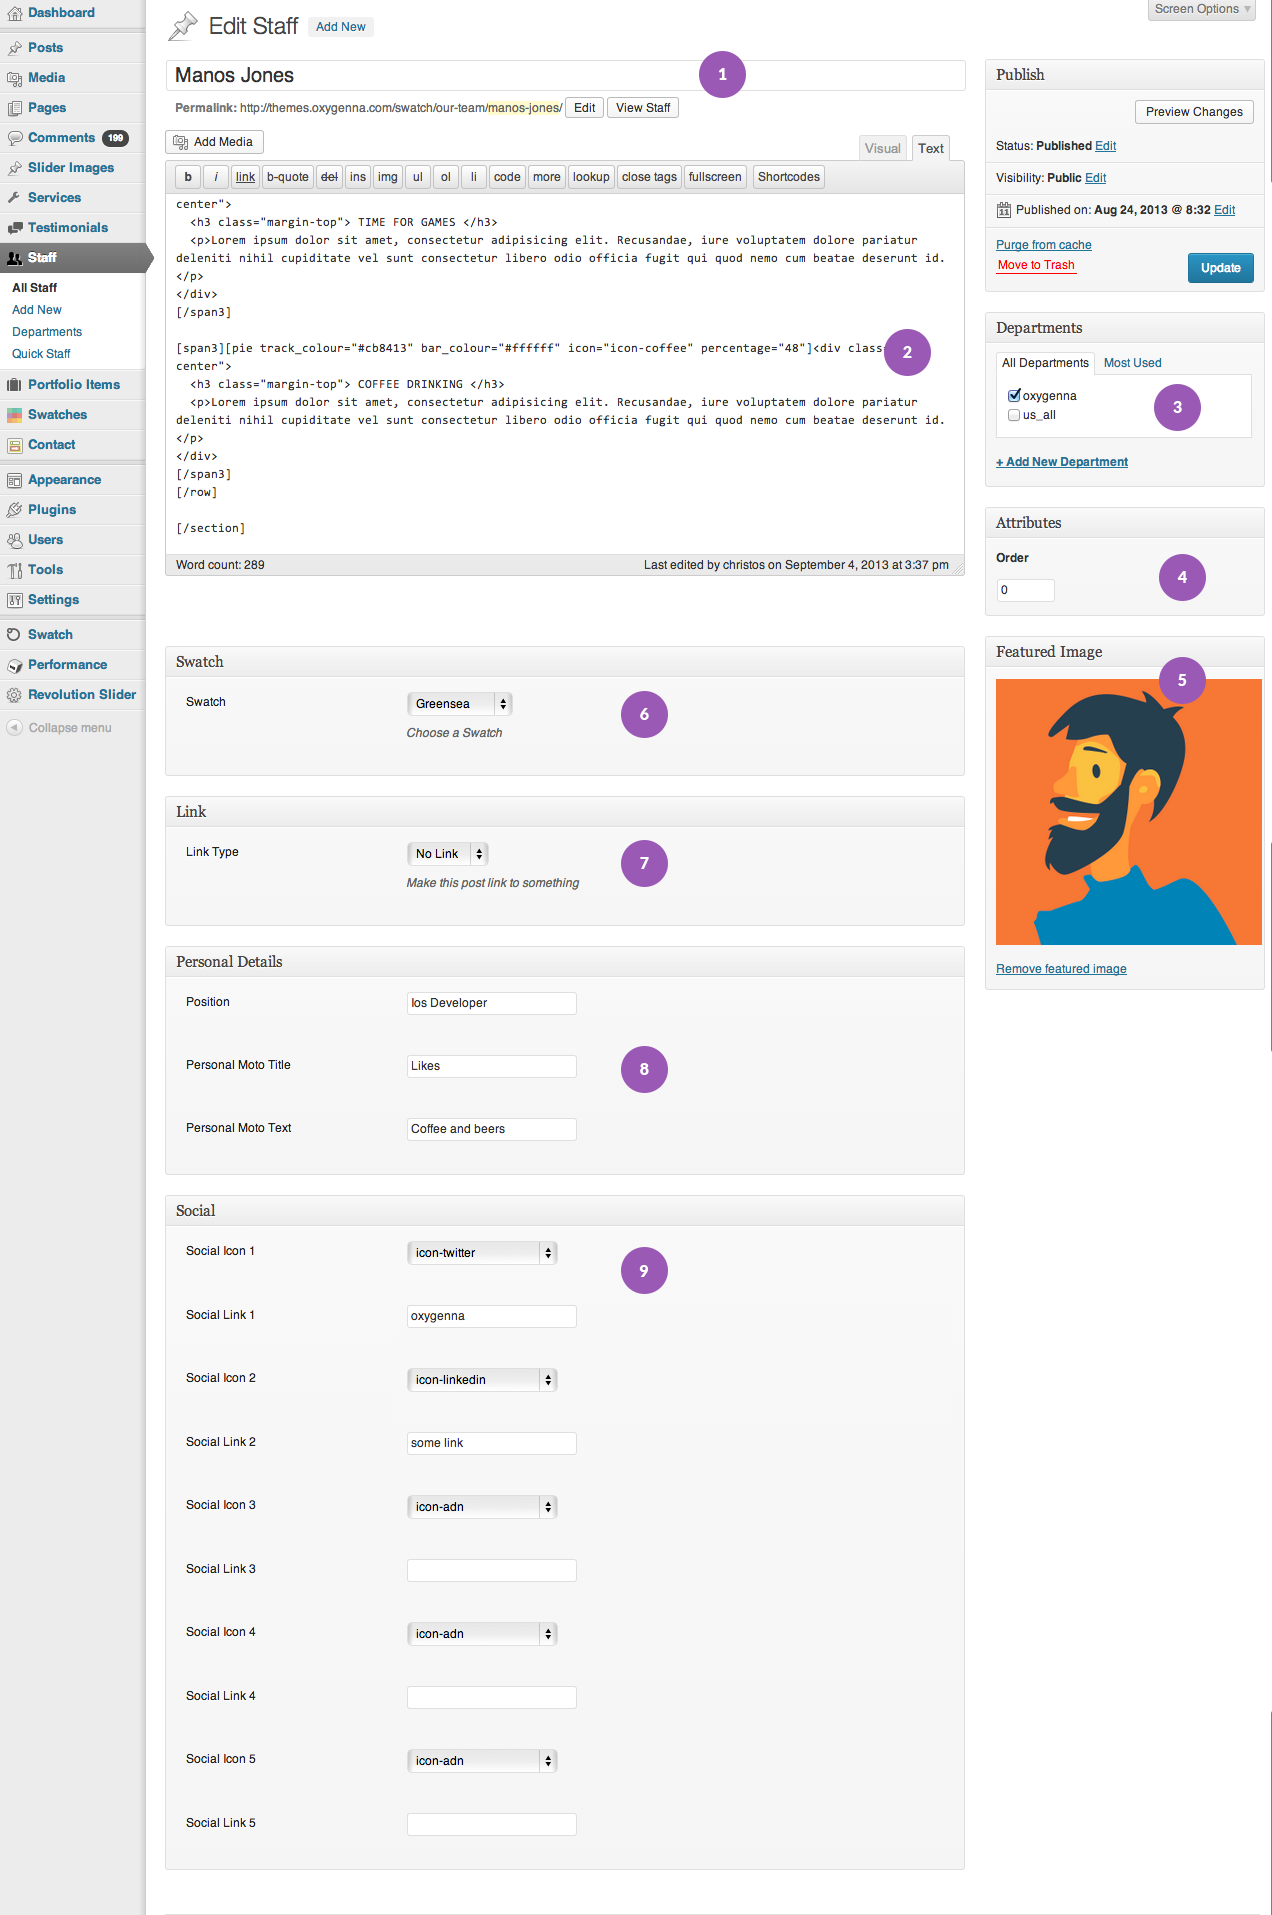 Dashboard
Posts
Media
Pages
Comments 199
Slider Images
Services
Testimonials
Staff
All Staff
Add New
Departments
Quick Staff
Portfolio Items
Swatches
Contact
Appearance
Plugins
Users
Tools
Settings
Swatch
Performance
Revolution Slider
Collapse menu
Screen Options
Edit Staff Add New
Manos Jones
1
Permalink: http://themes.oxygenna.com/swatch/our-team/manos-jones/ Edit View Staff
Add Media
Visual Text
b i link b-quote del ins img ul ol li code more lookup close tags fullscreen Shortcodes
center">
<h3 class="margin-top"> TIME FOR GAMES </h3>
<p>Lorem ipsum dolor sit amet, consectetur adipisicing elit. Recusandae, iure voluptatem dolore pariatur
deleniti nihil cupiditate vel sunt consectetur libero odio officia fugit qui quod nemo cum beatae deserunt id.
</p>
</div>
[/span3]
[span3][pie track_colour="#cb8413" bar_colour="#ffffff" icon="icon-coffee" percentage="48"]<div clas
2
center">
<h3 class="margin-top"> COFFEE DRINKING </h3>
<p>Lorem ipsum dolor sit amet, consectetur adipisicing elit. Recusandae, iure voluptatem dolore pariatur
deleniti nihil cupiditate vel sunt consectetur libero odio officia fugit qui quod nemo cum beatae deserunt id.
</p>
</div>
[/span3]
[/row]
[/section]
Word count: 289 Last edited by christos on September 4, 2013 at 3:37 pm
Swatch
Swatch Greensea
Choose a Swatch
6
Link
Link Type No Link
Make this post link to something
7
Personal Details
Position Ios Developer
Personal Moto Title Likes
8
Personal Moto Text Coffee and beers
Social
Social Icon 1 icon-twitter
9
Social Link 1 oxygenna
Social Icon 2 icon-linkedin
Social Link 2 some link
Social Icon 3 icon-adn
Social Link 3
Social Icon 4 icon-adn
Social Link 4
Social Icon 5 icon-adn
Social Link 5
Publish
Preview Changes
Status: Published Edit
Visibility: Public Edit
11 Published on: Aug 24, 2013 @ 8:32 Edit
Purge from cache
Move to Trash
Update
Departments
All Departments Most Used
oxygenna
us_all
3
+ Add New Department
Attributes
Order
0
4
Featured Image
5
Remove featured image